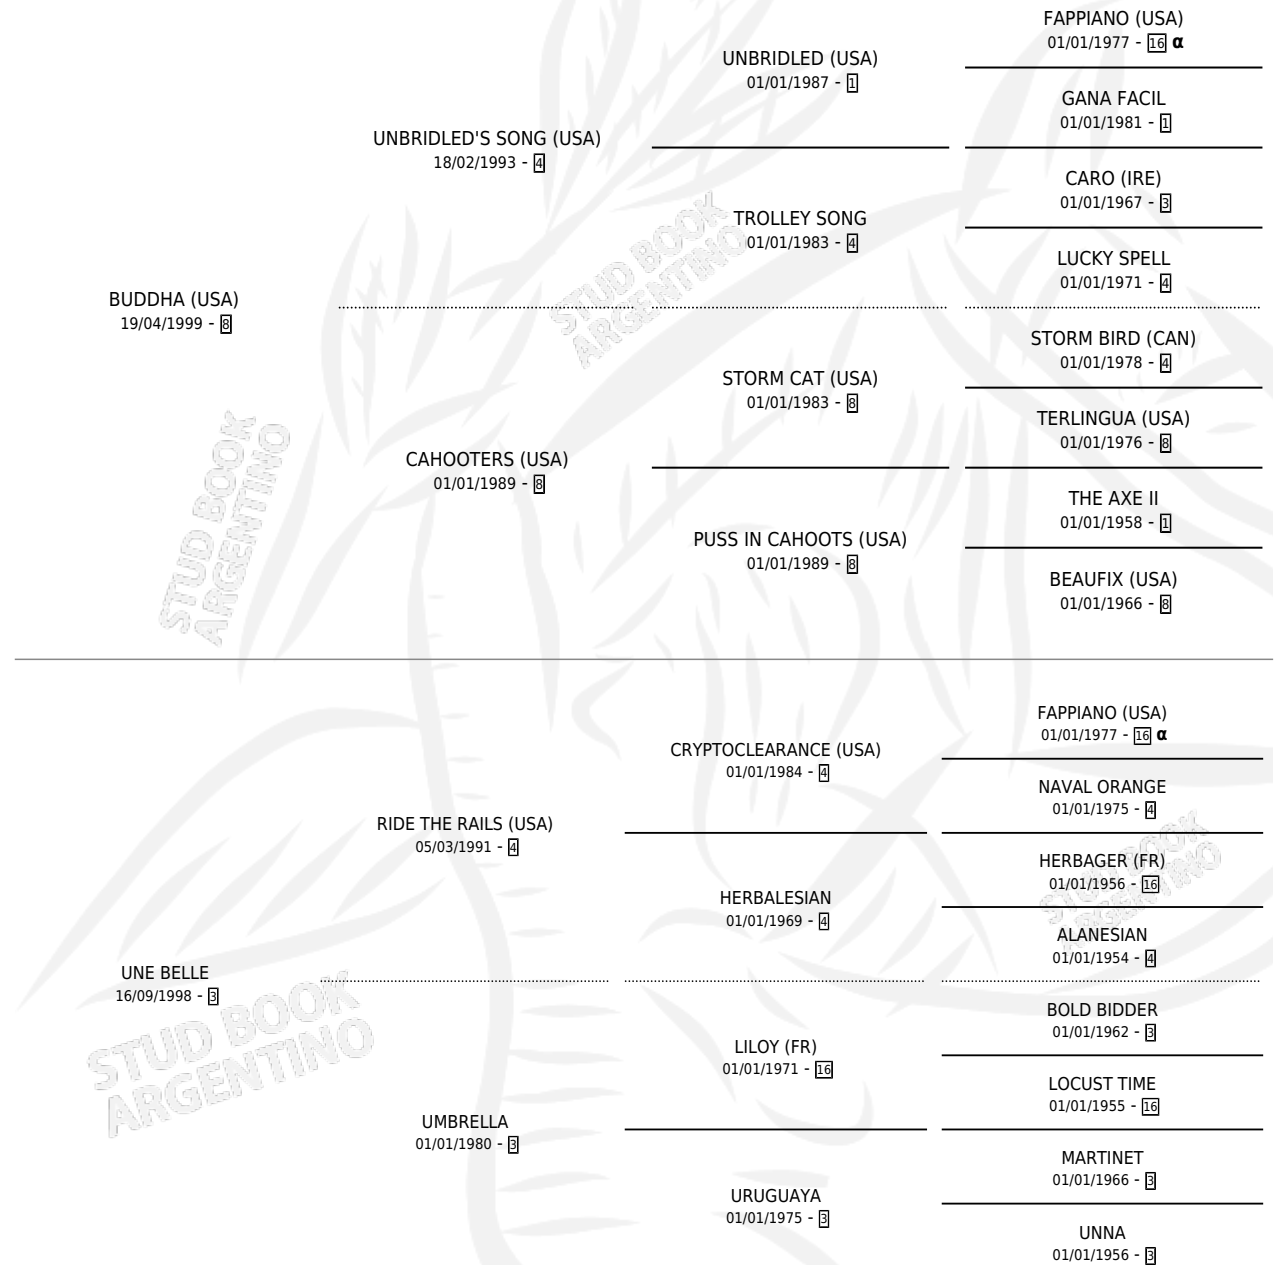 FAPPIANO (USA)
01/01/1977 - 16 α
UNBRIDLED (USA)
01/01/1987 - 1
GANA FACIL
01/01/1981 - 1
UNBRIDLED'S SONG (USA)
18/02/1993 - 4
CARO (IRE)
01/01/1967 - 3
TROLLEY SONG
01/01/1983 - 4
LUCKY SPELL
01/01/1971 - 4
BUDDHA (USA)
19/04/1999 - 8
STORM BIRD (CAN)
01/01/1978 - 4
STORM CAT (USA)
01/01/1983 - 8
TERLINGUA (USA)
01/01/1976 - 8
CAHOOTERS (USA)
01/01/1989 - 8
THE AXE II
01/01/1958 - 1
PUSS IN CAHOOTS (USA)
01/01/1989 - 8
BEAUFIX (USA)
01/01/1966 - 8
FAPPIANO (USA)
01/01/1977 - 16 α
CRYPTOCLEARANCE (USA)
01/01/1984 - 4
NAVAL ORANGE
01/01/1975 - 4
RIDE THE RAILS (USA)
05/03/1991 - 4
HERBAGER (FR)
01/01/1956 - 16
HERBALESIAN
01/01/1969 - 4
ALANESIAN
01/01/1954 - 4
UNE BELLE
16/09/1998 - 3
BOLD BIDDER
01/01/1962 - 3
LILOY (FR)
01/01/1971 - 16
LOCUST TIME
01/01/1955 - 16
UMBRELLA
01/01/1980 - 3
MARTINET
01/01/1966 - 3
URUGUAYA
01/01/1975 - 3
UNNA
01/01/1956 - 3
STUD BOOK
ARGENTINO
STUD BOOK
ARGENTINO
STUD BOOK
ARGENTINO
STUD BOOK
ARGENTINO